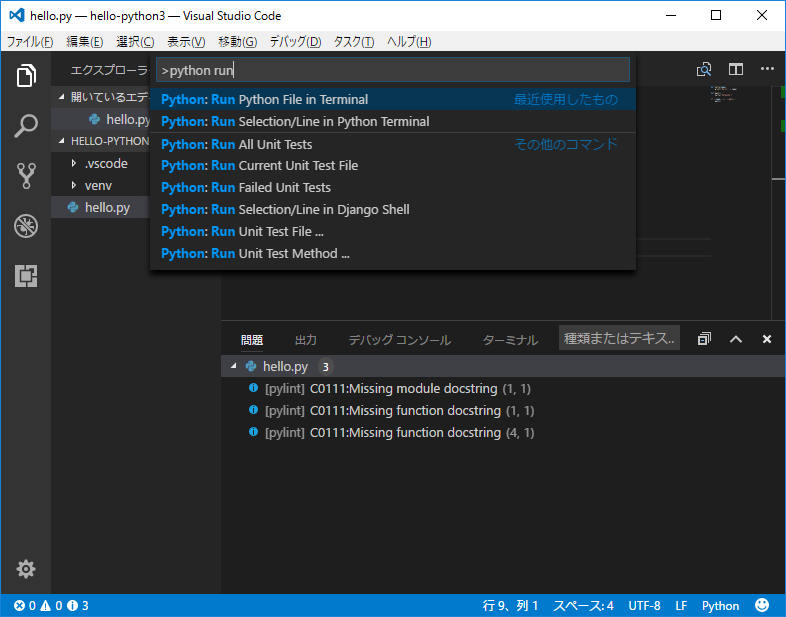 hello.py — hello-python3 — Visual Studio Code
ファイル(F) 編集(E) 選択(C) 表示(V) 移動(G) デバッグ(D) タスク(T) ヘルプ(H)
エクスプローラ
>python run
Python: Run Python File in Terminal 最近使用したもの
Python: Run Selection/Line in Python Terminal
Python: Run All Unit Tests その他のコマンド
Python: Run Current Unit Test File
Python: Run Failed Unit Tests
Python: Run Selection/Line in Django Shell
Python: Run Unit Test File ...
Python: Run Unit Test Method ...
開いているエデ
hello.py
HELLO-PYTHON
.vscode
venv
hello.py
問題 出力 デバッグ コンソール ターミナル 種類またはテキス..
hello.py 3
[pylint] C0111:Missing module docstring (1, 1)
[pylint] C0111:Missing function docstring (1, 1)
[pylint] C0111:Missing function docstring (4, 1)
0 0 3 行 9、列 1 スペース: 4 UTF-8 LF Python